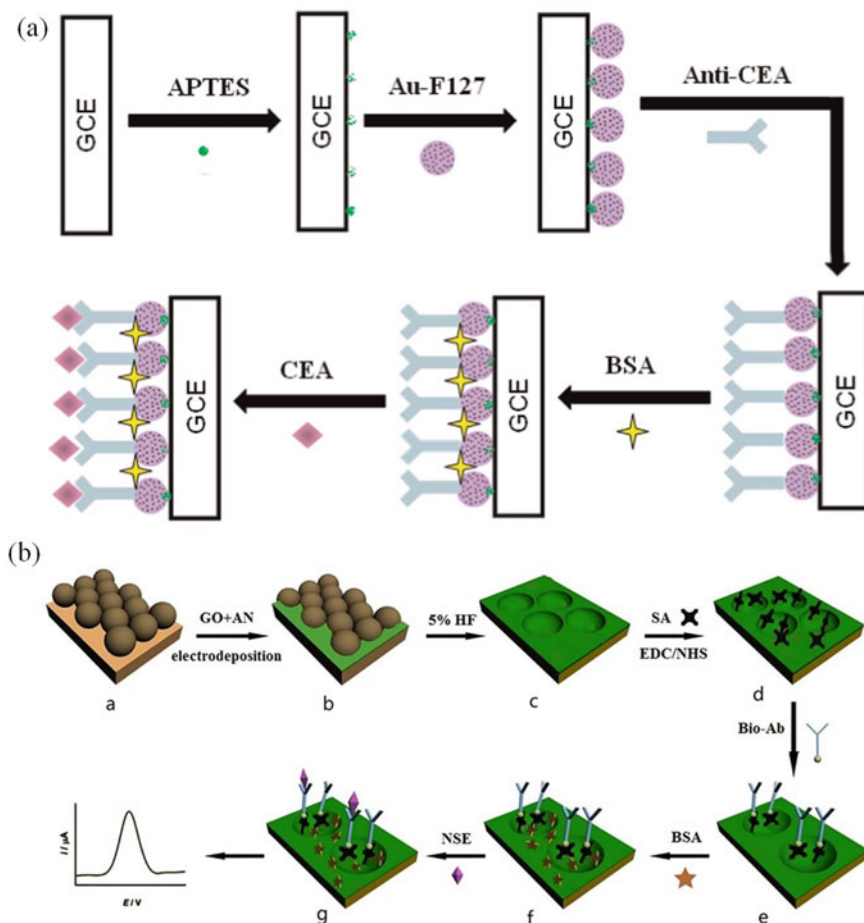 (a)
GCE
APTES
GCE
Au-F127
GCE
Anti-CEA
GCE
CEA
GCE
BSA
GCE
(b)
GO+AN
electrodeposition
5% HF
SA
EDC/NHS
a
b
c
d
Bio-Ab
I / μA
E/V
NSE
BSA
g
f
e